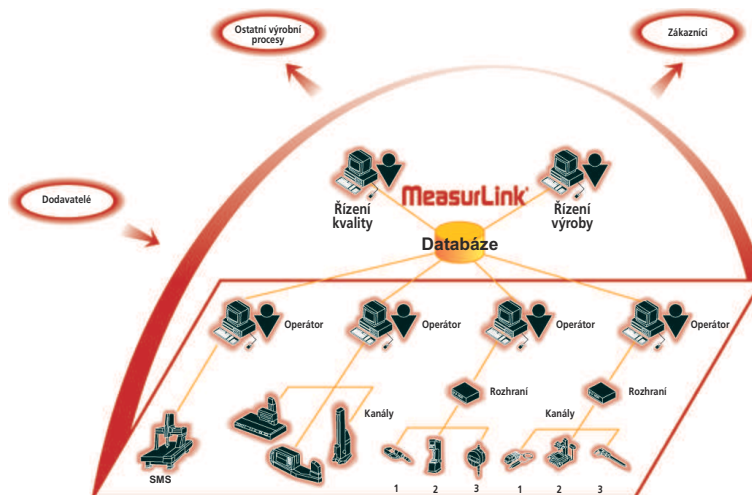 Ostatní výrobní
procesy
Zákazníci
Dodavatelé
MeasurLink®
Řízení
kvality
Řízení
výroby
Databáze
Operátor
Operátor
Operátor
Operátor
Rozhraní
Rozhraní
Kanály
Kanály
SMS
1
2
3
1
2
3